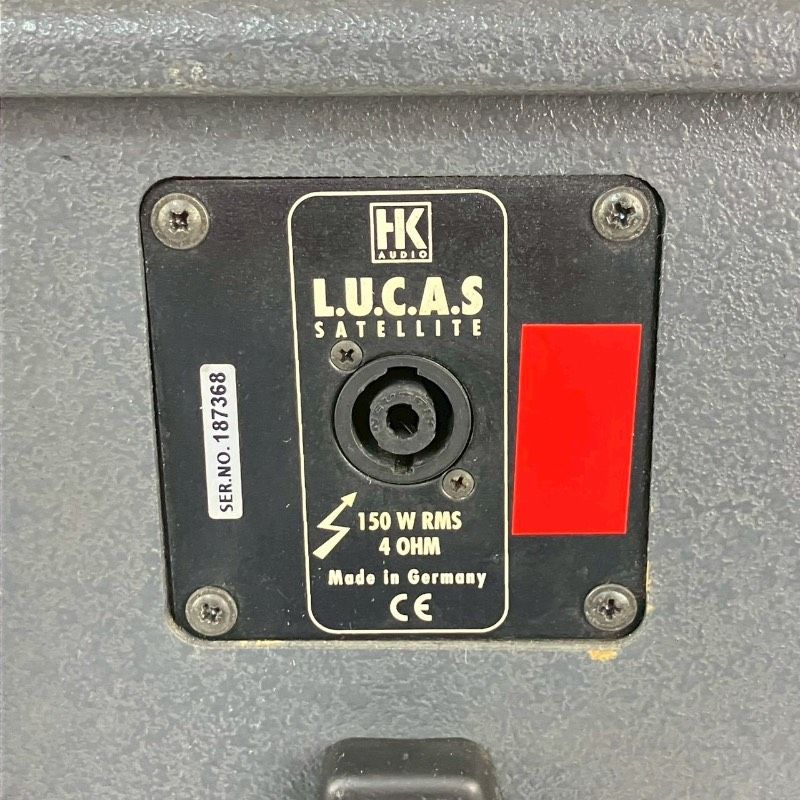 HK
AUDIO
L.U.C.A.S
SATELLITE
SER.NO. 187368
150 W RMS
4 OHM
Made in Germany
CE